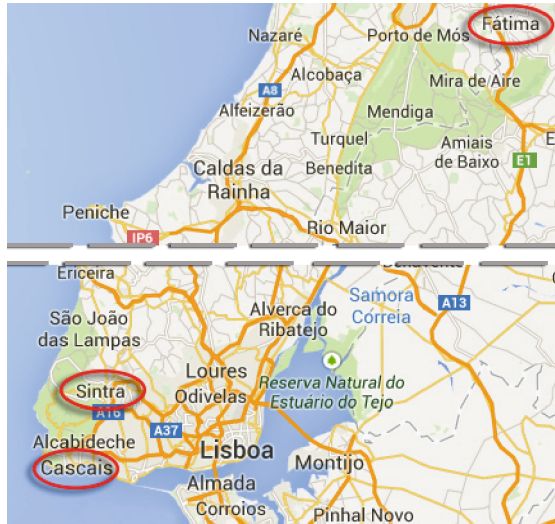 Fátima
Nazaré
Porto de Mós
Alcobaça
Mira de Aire
A8
Alfeizerão
Mendiga
Turquel
Amiais
de Baixo
E
Caldas da
Rainha
Benedita
E1
Peniche
IP6
Rio Maior
Ericeira
Samora
Correia
A13
Alverca do
Ribatejo
São João
das Lampas
Loures
Sintra
Odivelas
Reserva Natural do
Estuário do Tejo
A16
A37
Alcabideche
Lisboa
Cascais
Montijo
Almada
Corroios
Pinhal Novo